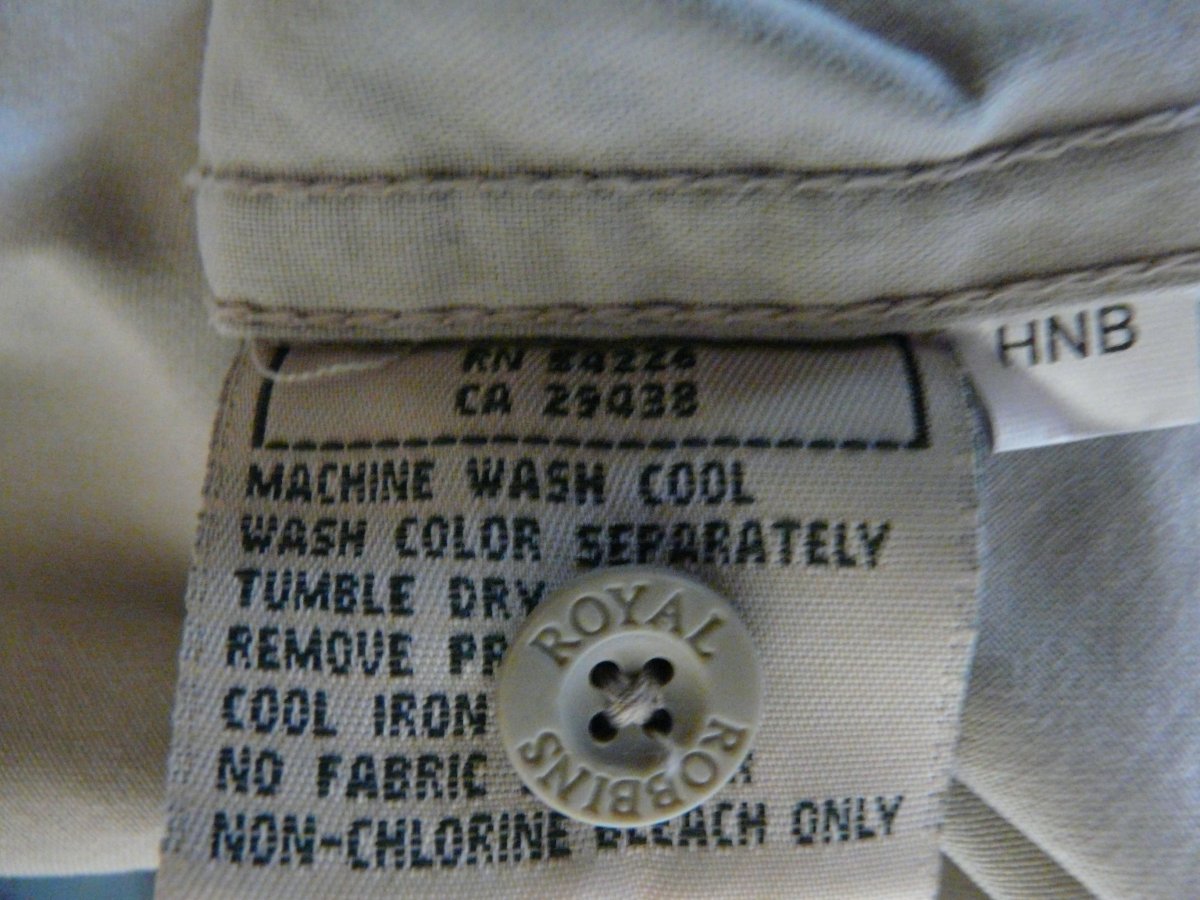 HNB
RN
CA 29438
MACHINE WASH COOL
WASH COLOR SEPARATELY
TUMBLE DRY
REMOVE
COOL IRON
NO FABRIC
NON-CHLORINE BLEACH ONLY
ROYAL
ROBBINS